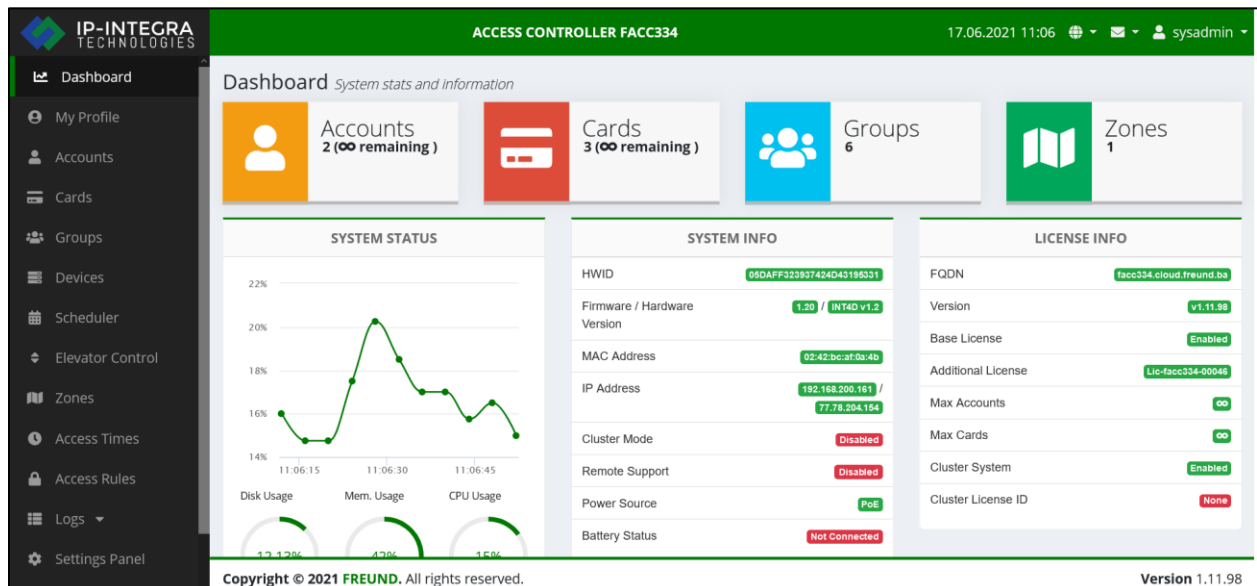 IP-INTEGRA
TECHNOLOGIES
ACCESS CONTROLLER FACC334
17.06.2021 11:06
sysadmin
Dashboard
My Profile
Accounts
Cards
Groups
Devices
Scheduler
Elevator Control
Zones
Access Times
Access Rules
Logs
Settings Panel
Dashboard System stats and information
Accounts
2 (∞ remaining )
Cards
3 (∞ remaining )
Groups
6
Zones
1
SYSTEM STATUS
22%
20%
18%
16%
14%
11:06:15 11:06:30 11:06:45
Disk Usage Mem. Usage CPU Usage
12.13% 42% 15%
SYSTEM INFO
HWID 05DAFF323937424D43195331
Firmware / Hardware Version 1.20 / INT4D v1.2
MAC Address 02:42:bc:af:0a:4b
IP Address 192.168.200.161 /
77.78.204.154
Cluster Mode Disabled
Remote Support Disabled
Power Source PoE
Battery Status Not Connected
LICENSE INFO
FQDN facc334.cloud.freund.ba
Version v1.11.98
Base License Enabled
Additional License Lic-facc334-00046
Max Accounts ∞
Max Cards ∞
Cluster System Enabled
Cluster License ID None
Copyright © 2021 FREUND. All rights reserved.
Version 1.11.98